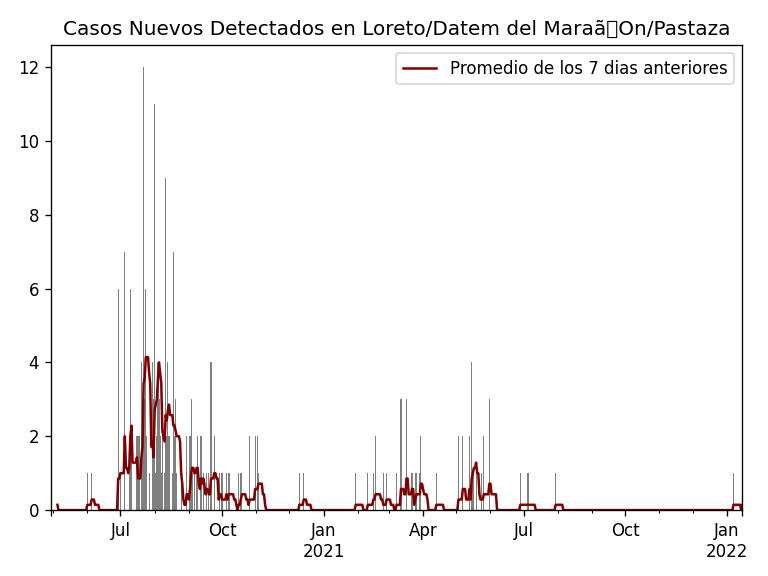 Casos Nuevos Detectados en Loreto/Datem del Maraã�On/Pastaza
Promedio de los 7 dias anteriores
12
10
8
6
4
2
0
Jul Oct Jan Apr Jul Oct Jan
2021 2022